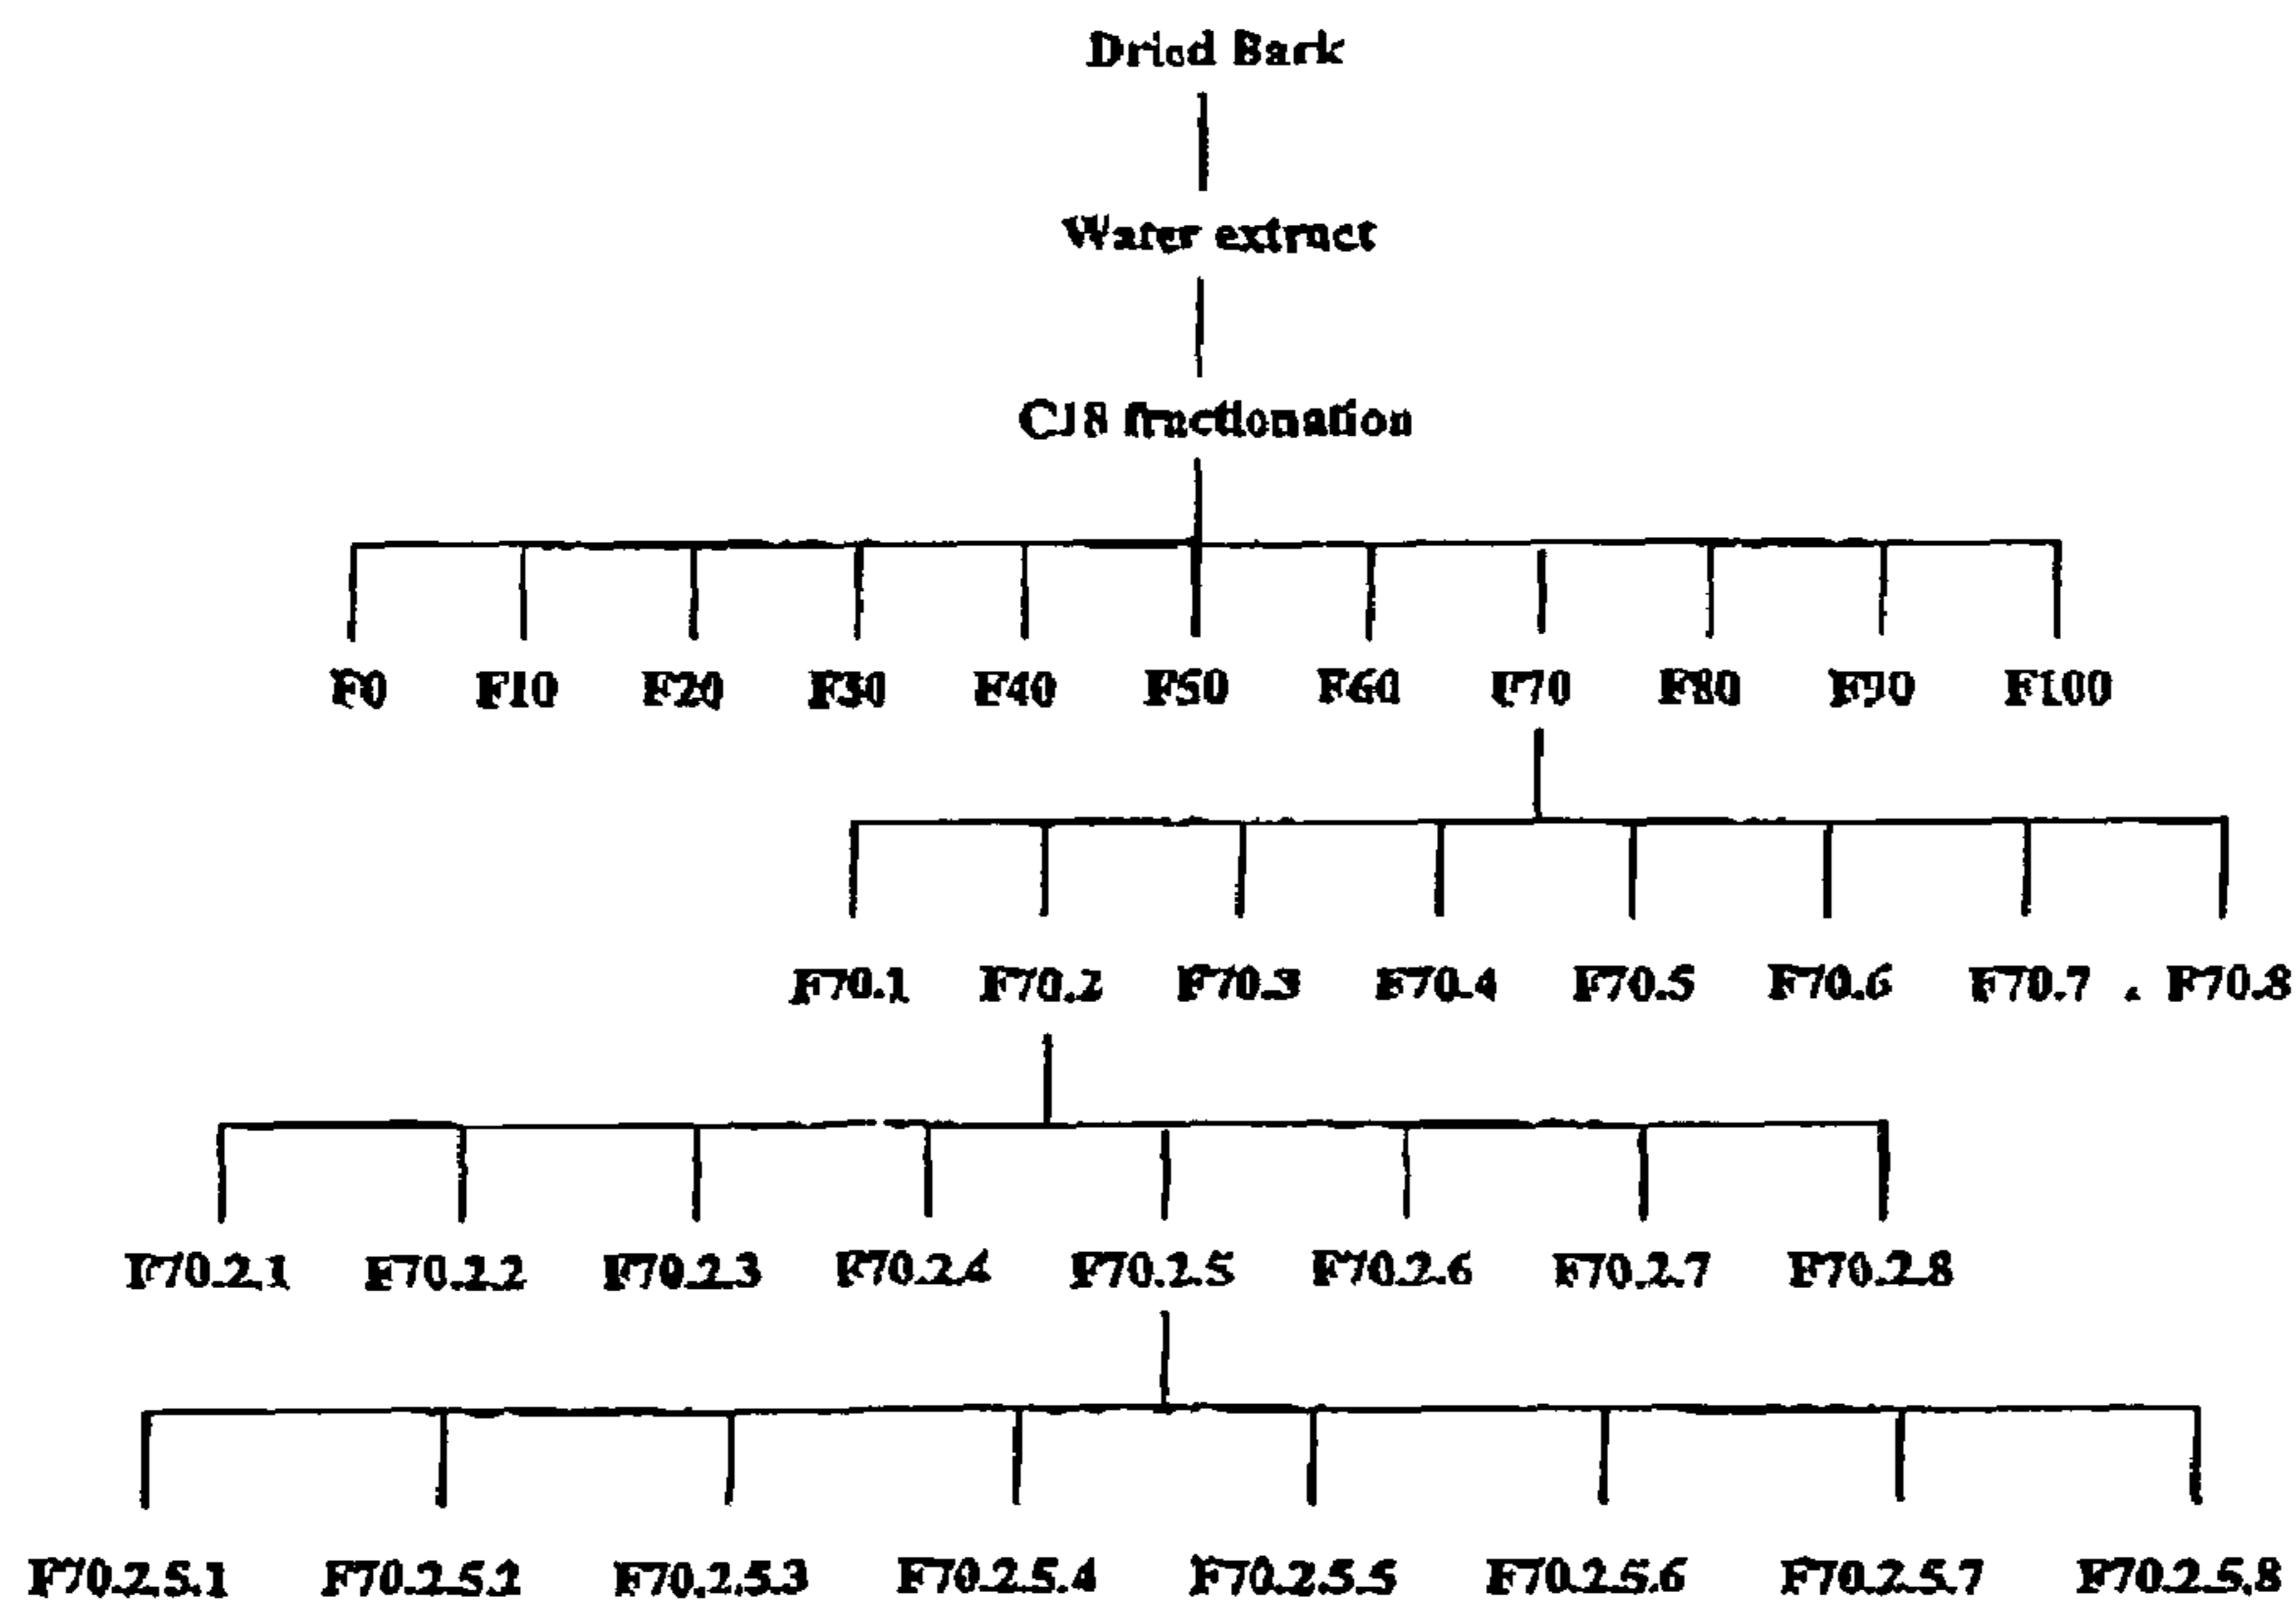 Dried Bark
Water extract
C18 fractionation
F0 F10 F20 F30 F40 F50 F60 F70 F80 F90 F100
F70.1 F70.2 F70.3 F70.4 F70.5 F70.6 F70.7 F70.8
F70.2.1 F70.2.2 F70.2.3 F70.2.4 F70.2.5 F70.2.6 F70.2.7 F70.2.8
F70.2.5.1 F70.2.5.2 F70.2.5.3 F70.2.5.4 F70.2.5.5 F70.2.5.6 F70.2.5.7 F70.2.5.8